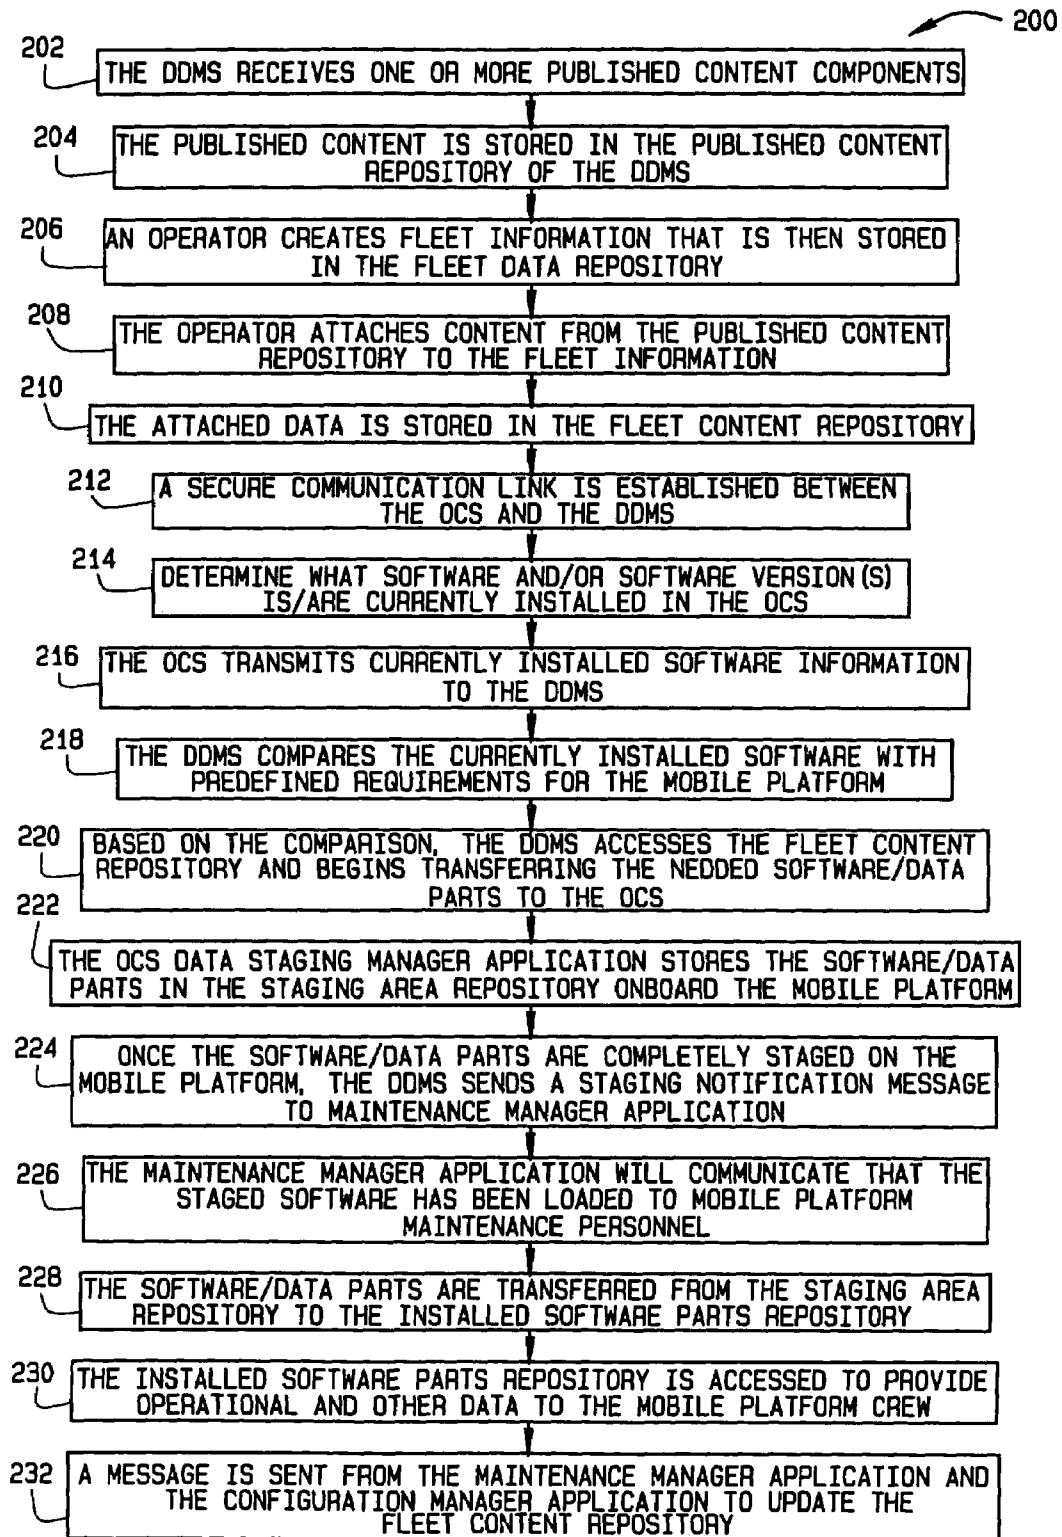 200
202
THE DDMS RECEIVES ONE OR MORE PUBLISHED CONTENT COMPONENTS
204
THE PUBLISHED CONTENT IS STORED IN THE PUBLISHED CONTENT
REPOSITORY OF THE DDMS
206
AN OPERATOR CREATES FLEET INFORMATION THAT IS THEN STORED
IN THE FLEET DATA REPOSITORY
208
THE OPERATOR ATTACHES CONTENT FROM THE PUBLISHED CONTENT
REPOSITORY TO THE FLEET INFORMATION
210
THE ATTACHED DATA IS STORED IN THE FLEET CONTENT REPOSITORY
212
A SECURE COMMUNICATION LINK IS ESTABLISHED BETWEEN
THE OCS AND THE DDMS
214
DETERMINE WHAT SOFTWARE AND/OR SOFTWARE VERSION(S)
IS/ARE CURRENTLY INSTALLED IN THE OCS
216
THE OCS TRANSMITS CURRENTLY INSTALLED SOFTWARE INFORMATION
TO THE DDMS
218
THE DDMS COMPARES THE CURRENTLY INSTALLED SOFTWARE WITH
PREDEFINED REQUIREMENTS FOR THE MOBILE PLATFORM
220
BASED ON THE COMPARISON, THE DDMS ACCESSES THE FLEET CONTENT
REPOSITORY AND BEGINS TRANSFERRING THE NEDDED SOFTWARE/DATA
PARTS TO THE OCS
222
THE OCS DATA STAGING MANAGER APPLICATION STORES THE SOFTWARE/DATA
PARTS IN THE STAGING AREA REPOSITORY ONBOARD THE MOBILE PLATFORM
224
ONCE THE SOFTWARE/DATA PARTS ARE COMPLETELY STAGED ON THE
MOBILE PLATFORM, THE DDMS SENDS A STAGING NOTIFICATION MESSAGE
TO MAINTENANCE MANAGER APPLICATION
226
THE MAINTENANCE MANAGER APPLICATION WILL COMMUNICATE THAT THE
STAGED SOFTWARE HAS BEEN LOADED TO MOBILE PLATFORM
MAINTENANCE PERSONNEL
228
THE SOFTWARE/DATA PARTS ARE TRANSFERRED FROM THE STAGING AREA
REPOSITORY TO THE INSTALLED SOFTWARE PARTS REPOSITORY
230
THE INSTALLED SOFTWARE PARTS REPOSITORY IS ACCESSED TO PROVIDE
OPERATIONAL AND OTHER DATA TO THE MOBILE PLATFORM CREW
232
A MESSAGE IS SENT FROM THE MAINTENANCE MANAGER APPLICATION AND
THE CONFIGURATION MANAGER APPLICATION TO UPDATE THE
FLEET CONTENT REPOSITORY